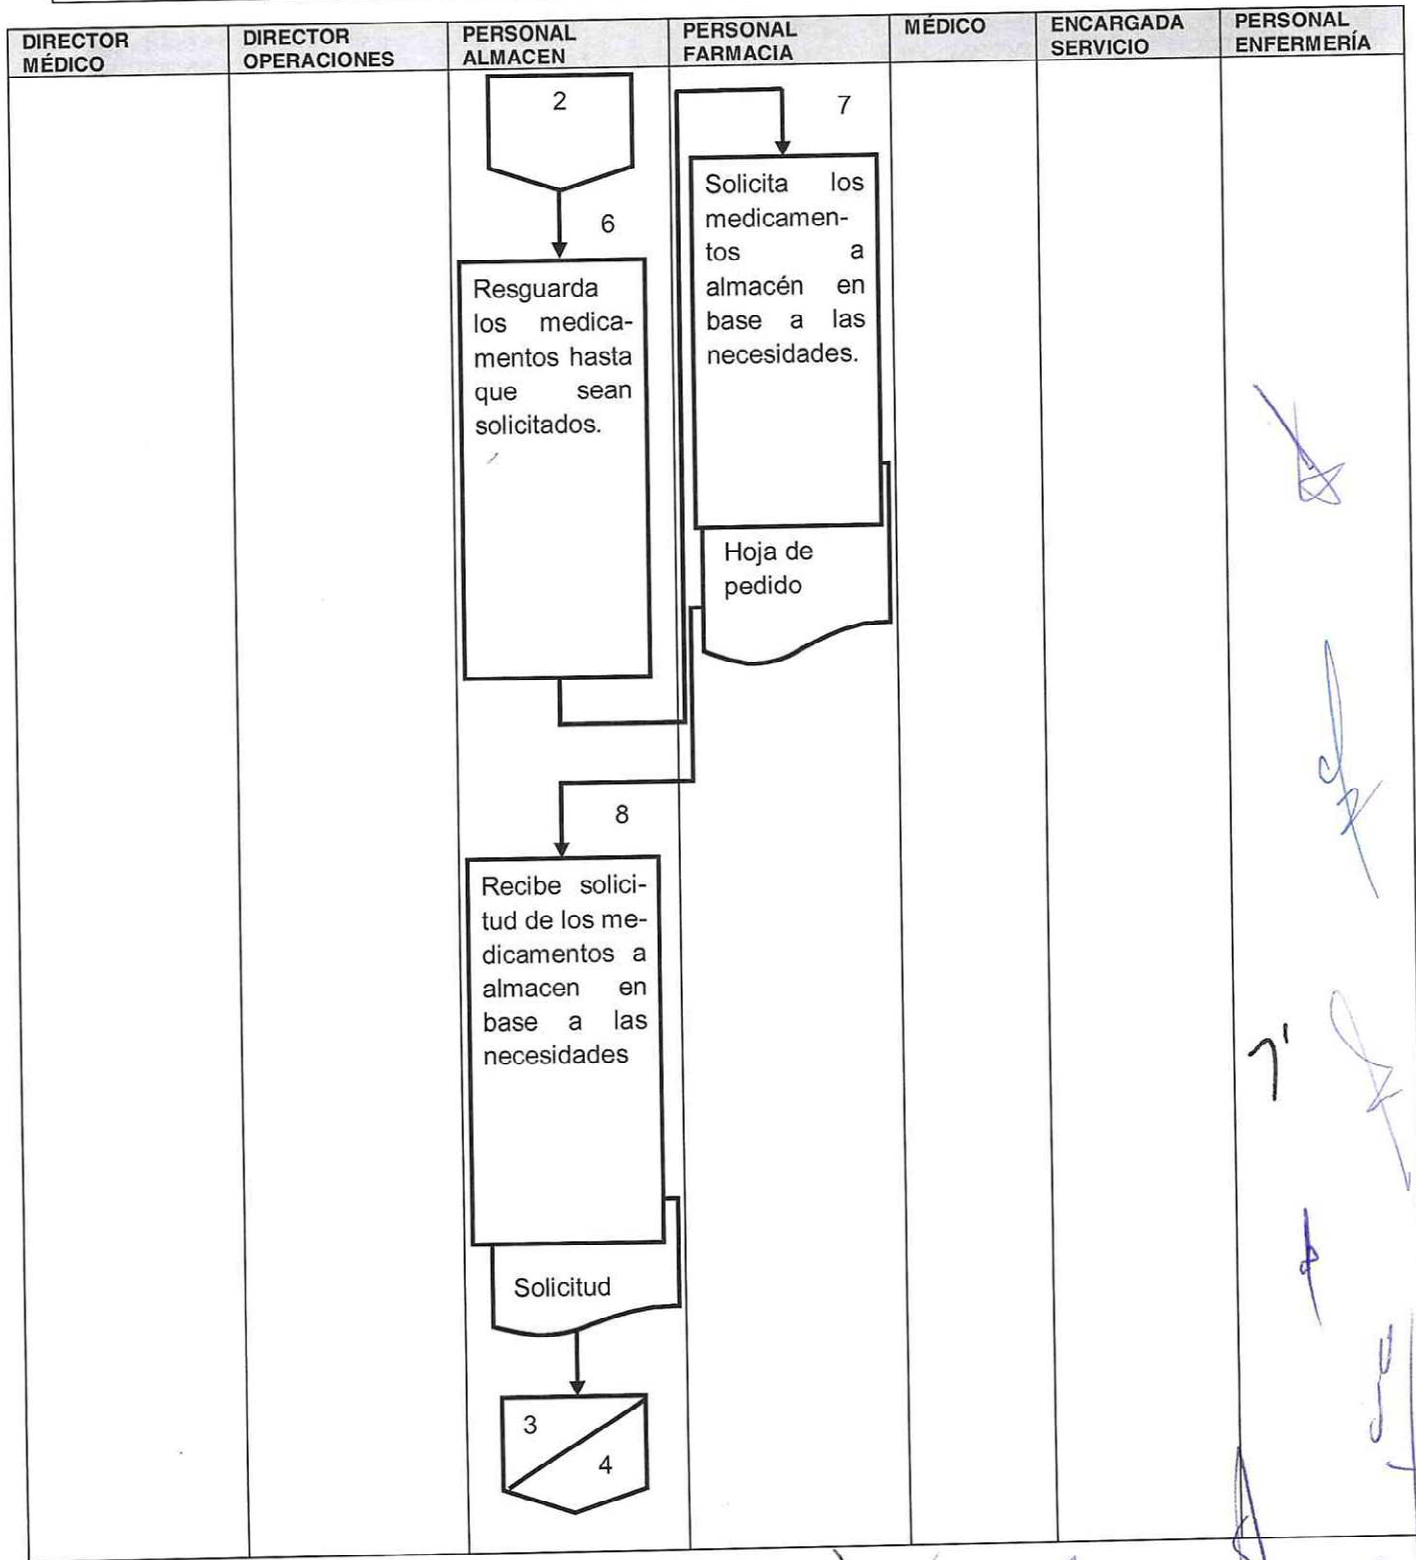 DIRECTOR
MÉDICO
DIRECTOR
OPERACIONES
PERSONAL
ALMACEN
PERSONAL
FARMACIA
MÉDICO
ENCARGADA
SERVICIO
PERSONAL
ENFERMERÍA
2
6
Resguarda
los medica-
mentos hasta
que sean
solicitados.
7
Solicita los
medicamen-
tos a
almacén en
base a las
necesidades.
Hoja de
pedido
8
Recibe solici-
tud de los me-
dicamentos a
almacen en
base a las
necesidades
Solicitud
3
4